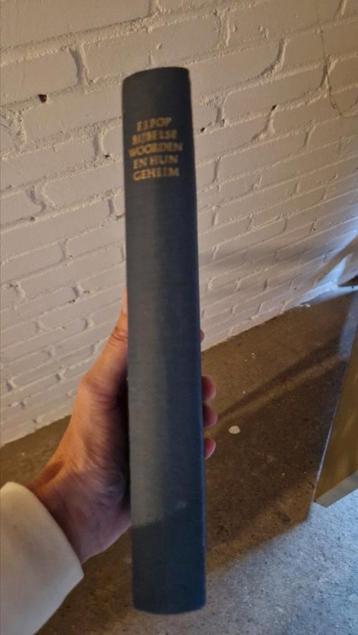 F.J. POP
BIJBELSE
WOORDEN
EN HUN
GEHEIM